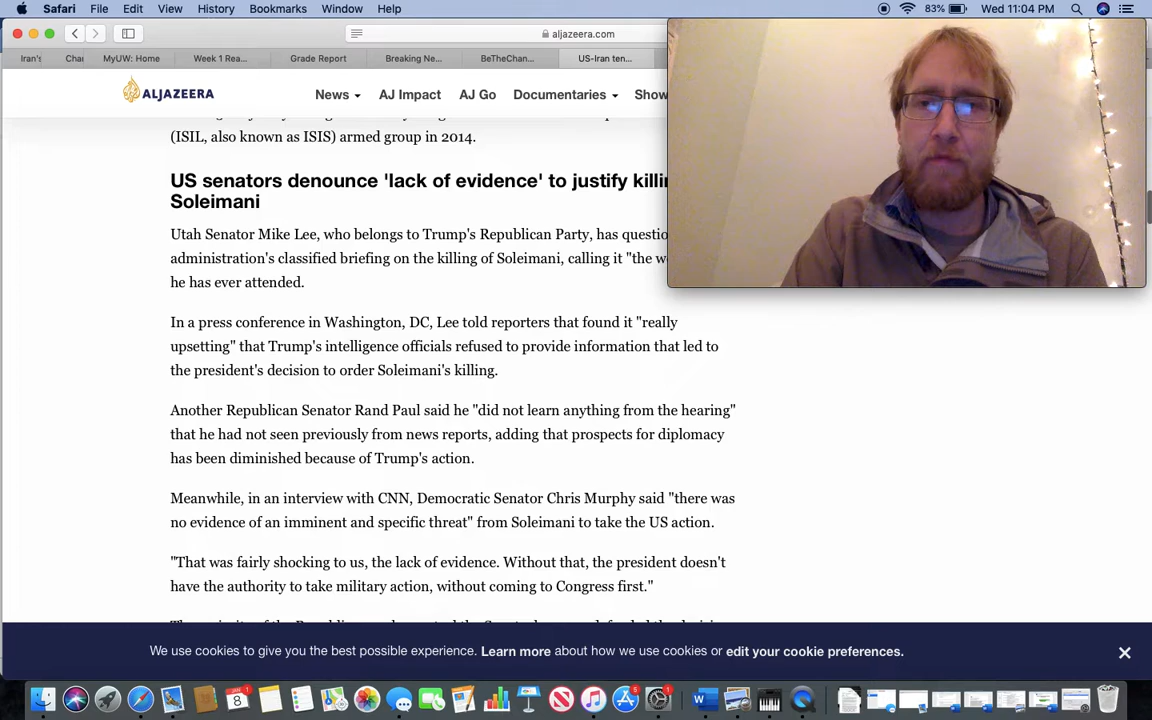 Safari File Edit View History Bookmarks Window Help 83% Wed 11:04 PM
aljazeera.com
Iran's Cha MyUW: Home Week 1 Rea... Grade Report Breaking Ne... BeTheChan... US-Iran ten...
ALJAZEERA News AJ Impact AJ Go Documentaries Show
(ISIL, also known as ISIS) armed group in 2014.
US senators denounce 'lack of evidence' to justify killin
Soleimani
Utah Senator Mike Lee, who belongs to Trump's Republican Party, has questio
administration's classified briefing on the killing of Soleimani, calling it "the w
he has ever attended.
In a press conference in Washington, DC, Lee told reporters that found it "really
upsetting" that Trump's intelligence officials refused to provide information that led to
the president's decision to order Soleimani's killing.
Another Republican Senator Rand Paul said he "did not learn anything from the hearing"
that he had not seen previously from news reports, adding that prospects for diplomacy
has been diminished because of Trump's action.
Meanwhile, in an interview with CNN, Democratic Senator Chris Murphy said "there was
no evidence of an imminent and specific threat" from Soleimani to take the US action.
"That was fairly shocking to us, the lack of evidence. Without that, the president doesn't
have the authority to take military action, without coming to Congress first."
We use cookies to give you the best possible experience. Learn more about how we use cookies or edit your cookie preferences.
JAN
8
5
1